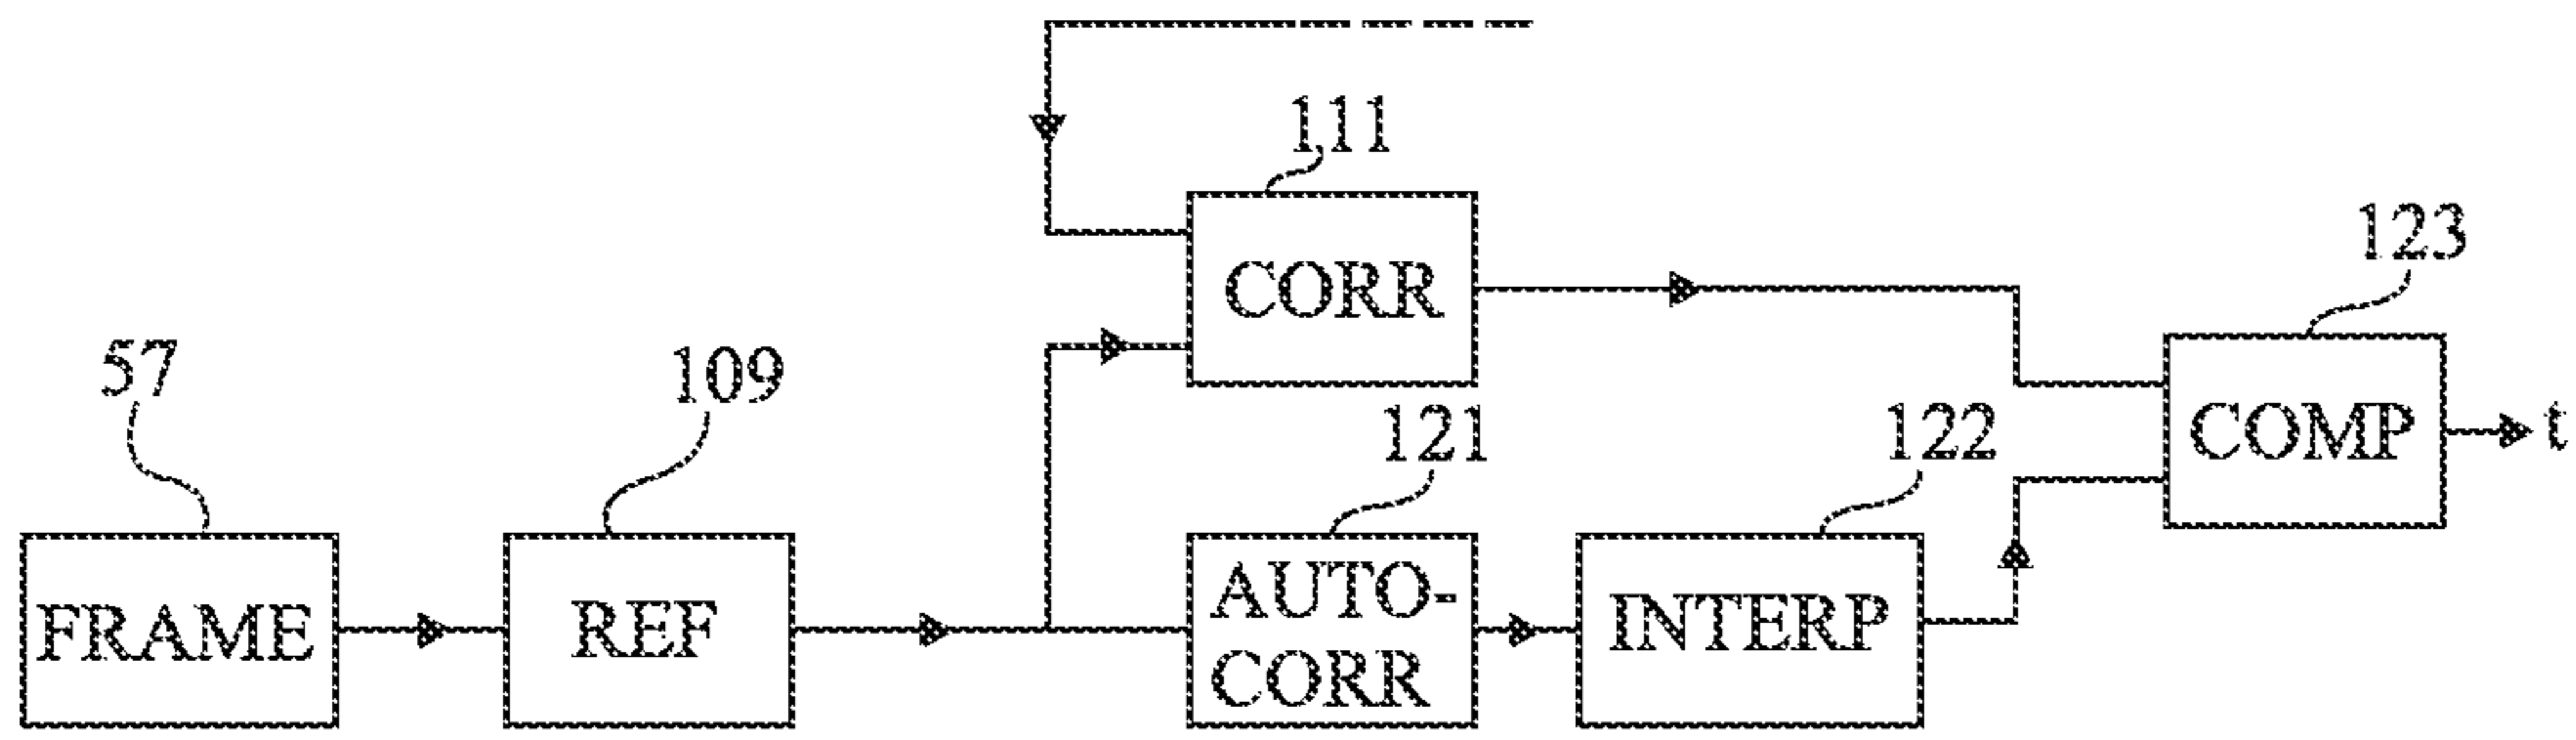 111
CORR
123
COMP
t
57
FRAME
109
REF
121
AUTO-
CORR
122
INTERP